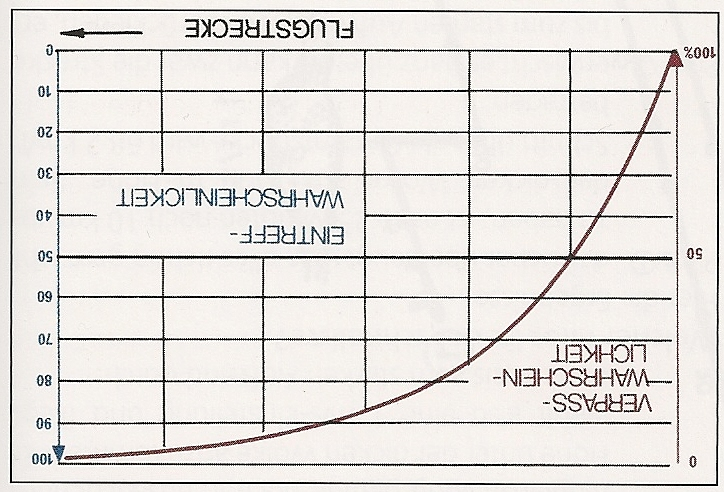 VERPASS-
WAHRSCHEIN-
LICHKEIT
0
50
100%
EINTREFF-
WAHRSCHEINLICKEIT
100
90
80
70
60
50
40
30
20
10
0
FLUGSTRECKE